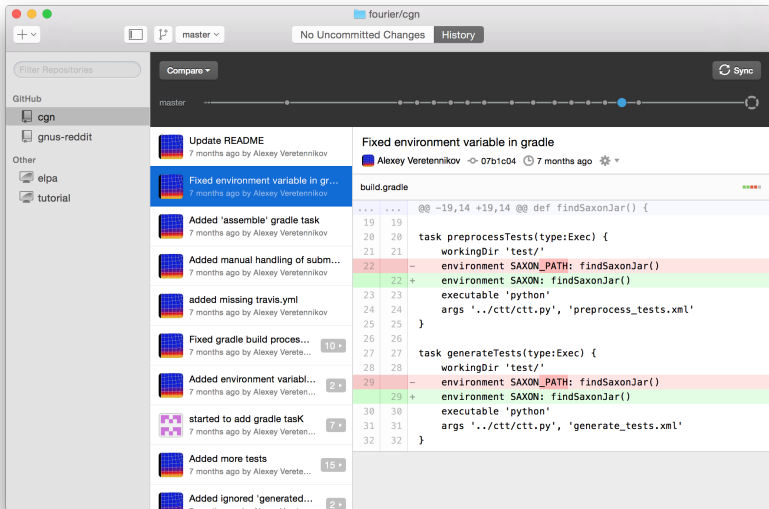 fourier/cgn
master
No Uncommitted Changes
History
Filter Repositories
GitHub
cgn
gnus-reddit
Other
elpa
tutorial
Compare
Sync
master
Update README
7 months ago by Alexey Veretennikov
Fixed environment variable in gr...
7 months ago by Alexey Veretennikov
Added 'assemble' gradle task
7 months ago by Alexey Veretennikov
Added manual handling of subm...
7 months ago by Alexey Veretennikov
added missing travis.yml
7 months ago by Alexey Veretennikov
Fixed gradle build proces...
7 months ago by Alexey Verete...
10
Added environment variabl...
7 months ago by Alexey Vereten...
2
started to add gradle tasK
7 months ago by Alexey Vereten...
7
Added more tests
7 months ago by Alexey Verete...
15
Added ignored 'generated...
2
Fixed environment variable in gradle
Alexey Veretennikov 07b1c04 7 months ago
build.gradle
... ... @@ -19,14 +19,14 @@ def findSaxonJar() {
19 19
20 20 task preprocessTests(type:Exec) {
21 21 workingDir 'test/'
22 - environment SAXON_PATH: findSaxonJar()
22 + environment SAXON: findSaxonJar()
23 23 executable 'python'
24 24 args '../ctt/ctt.py', 'preprocess_tests.xml'
25 25 }
26 26
27 27 task generateTests(type:Exec) {
28 28 workingDir 'test/'
29 - environment SAXON_PATH: findSaxonJar()
29 + environment SAXON: findSaxonJar()
30 30 executable 'python'
31 31 args '../ctt/ctt.py', 'generate_tests.xml'
32 32 }